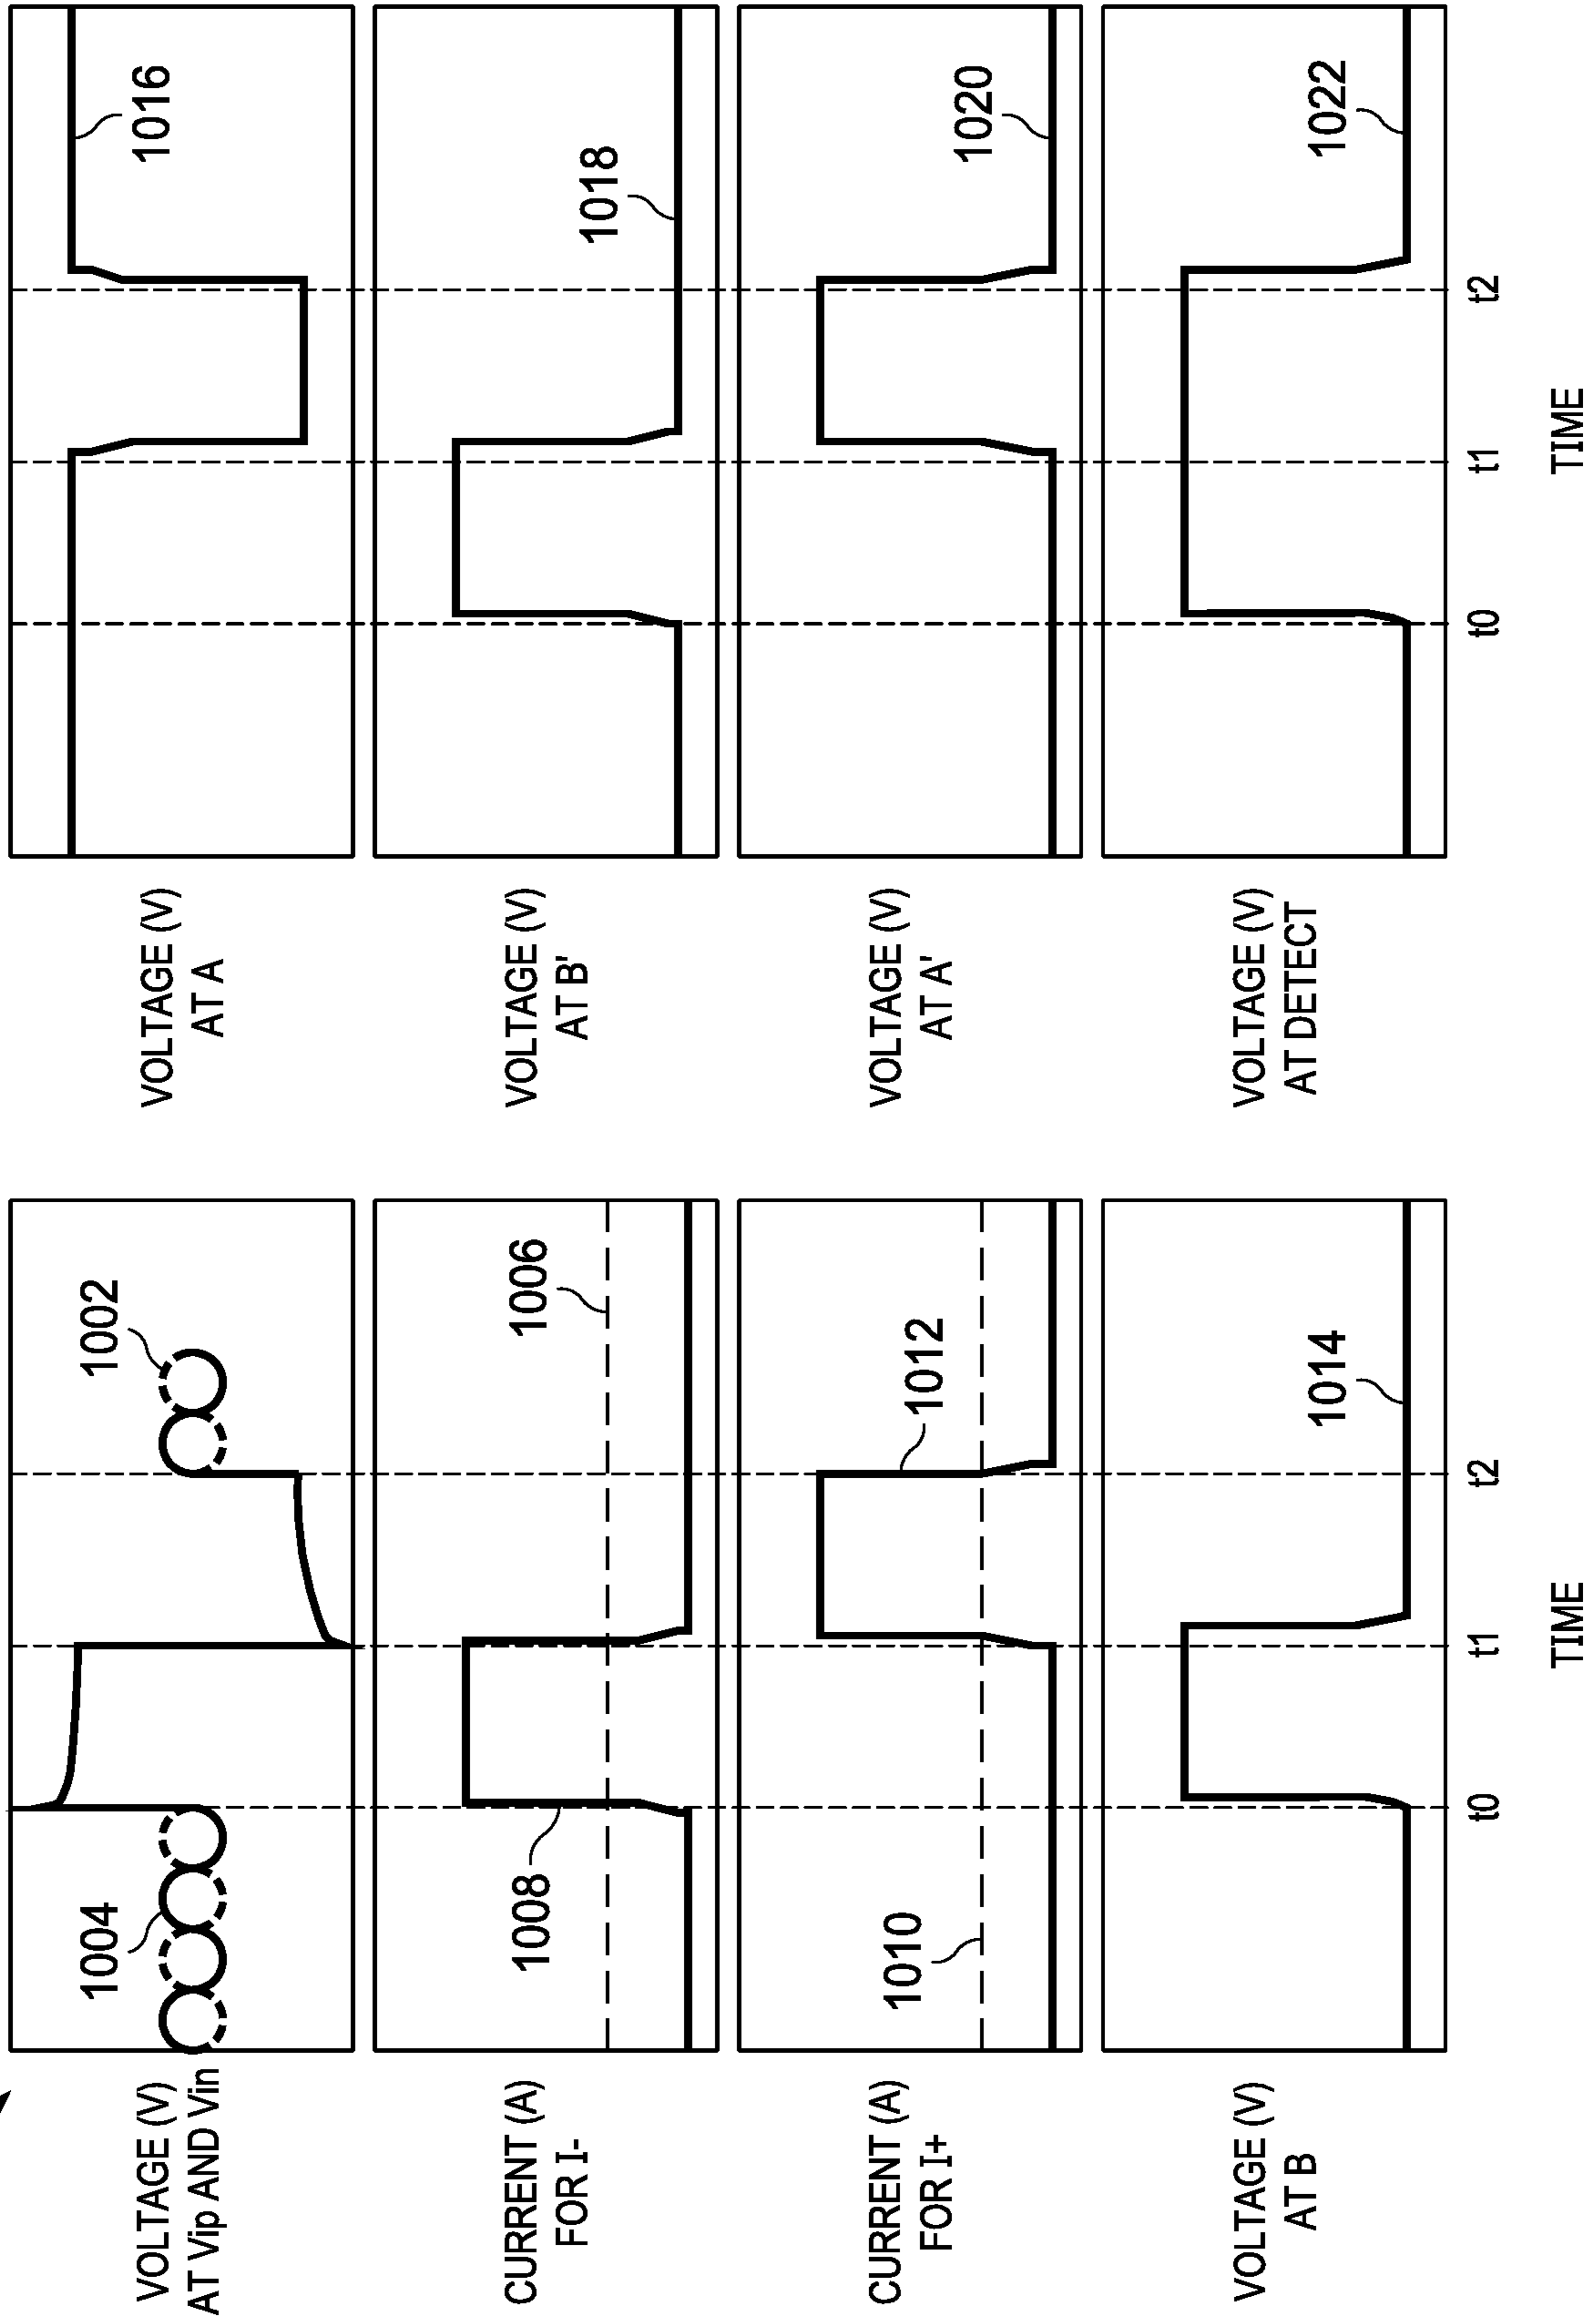 VOLTAGE (V)
AT Vip AND Vin
1004
1002
CURRENT (A)
FOR I-
1008
1006
CURRENT (A)
FOR I+
1010
1012
VOLTAGE (V)
AT B
1014
t0
t1
t2
TIME
VOLTAGE (V)
AT A
1016
VOLTAGE (V)
AT B'
1018
VOLTAGE (V)
AT A'
1020
VOLTAGE (V)
AT DETECT
1022
t0
t1
t2
TIME